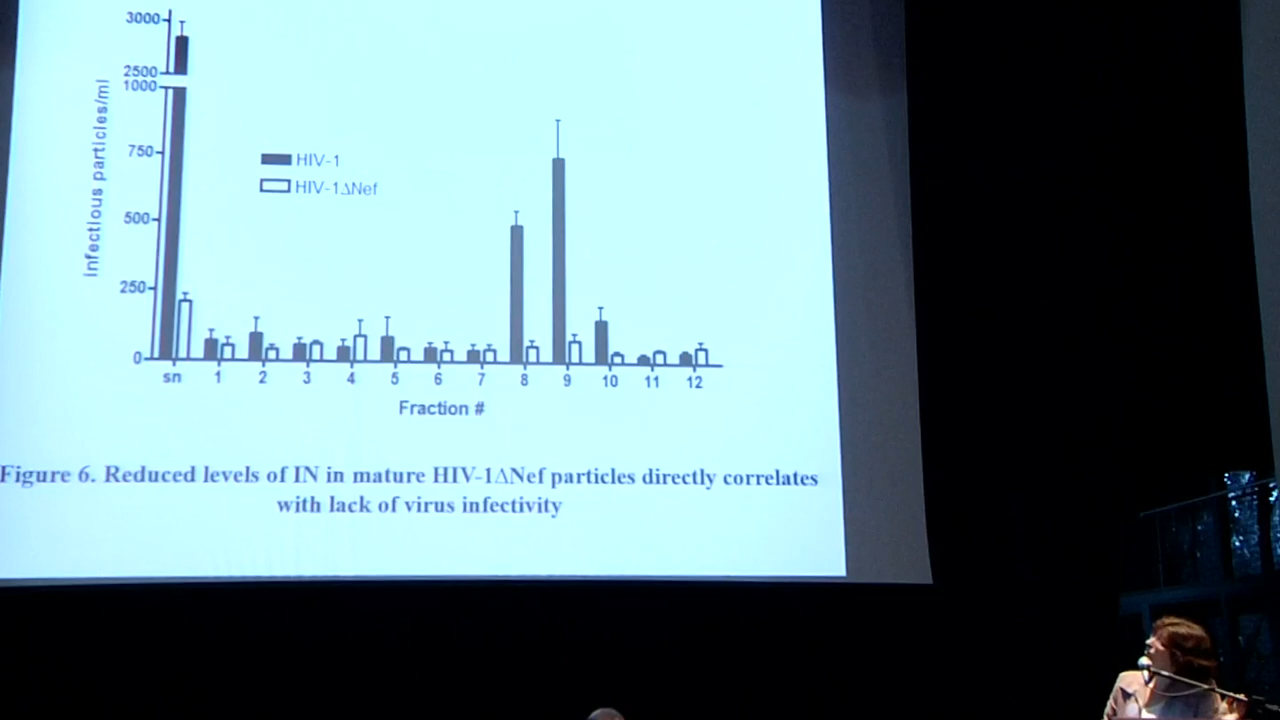 3000
2500
1000
750
500
250
0
Infectious particles/ml
HIV-1
HIV-1ΔNef
sn 1 2 3 4 5 6 7 8 9 10 11 12
Fraction #
Figure 6. Reduced levels of IN in mature HIV-1ΔNef particles directly correlates
with lack of virus infectivity